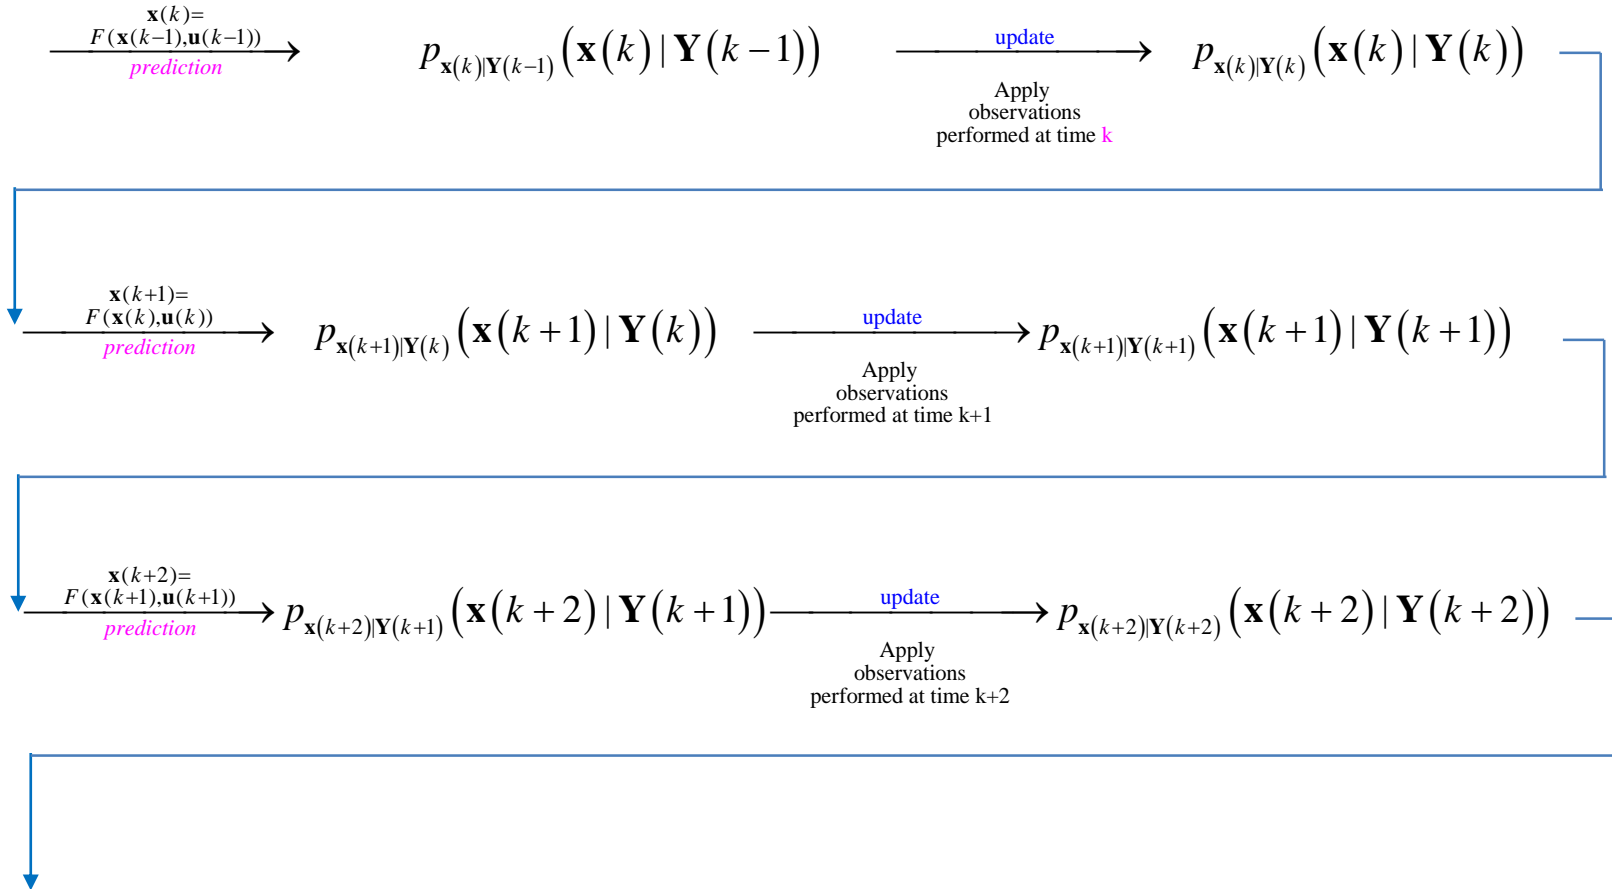 x(k)=
F(x(k−1),u(k−1))
prediction
p_{x(k)|Y(k−1)}(x(k) | Y(k−1))
update
Apply
observations
performed at time k
p_{x(k)|Y(k)}(x(k) | Y(k))
x(k+1)=
F(x(k),u(k))
prediction
p_{x(k+1)|Y(k)}(x(k+1) | Y(k))
update
Apply
observations
performed at time k+1
p_{x(k+1)|Y(k+1)}(x(k+1) | Y(k+1))
x(k+2)=
F(x(k+1),u(k+1))
prediction
p_{x(k+2)|Y(k+1)}(x(k+2) | Y(k+1))
update
Apply
observations
performed at time k+2
p_{x(k+2)|Y(k+2)}(x(k+2) | Y(k+2))